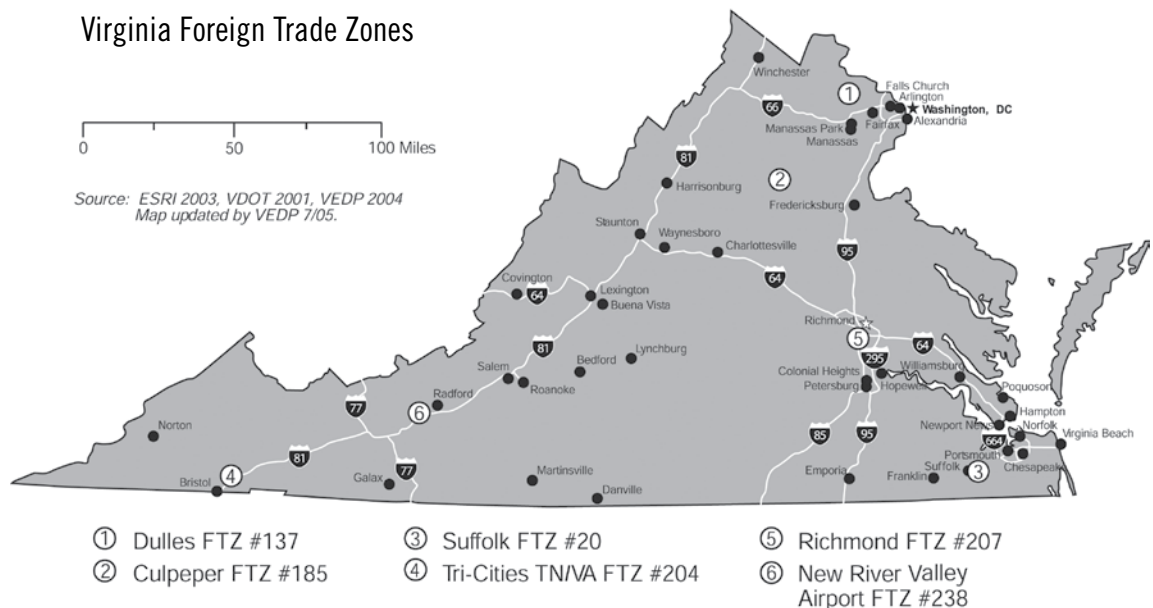 Virginia Foreign Trade Zones
0 50 100 Miles
Source: ESRI 2003, VDOT 2001, VEDP 2004
Map updated by VEDP 7/05.
Winchester
Falls Church
Arlington
Washington, DC
1
66
Fairfax
Alexandria
Manassas Park
Manassas
81
2
Harrisonburg
Fredericksburg
Staunton
Waynesboro
Charlottesville
95
64
Covington
64
Lexington
Buena Vista
Richmond
5
64
81
Lynchburg
295
Bedford
Williamsburg
Salem
Colonial Heights
Roanoke
Petersburg
Hopewell
Poquoson
77
Radford
6
Hampton
Newport News
Norfolk
Norton
85
95
664
Virginia Beach
81
Portsmouth
Chesapeak
4
77
Martinsville
Emporia
Suffolk
3
Bristol
Galax
Franklin
Danville
1 Dulles FTZ #137
2 Culpeper FTZ #185
3 Suffolk FTZ #20
4 Tri-Cities TN/VA FTZ #204
5 Richmond FTZ #207
6 New River Valley
Airport FTZ #238